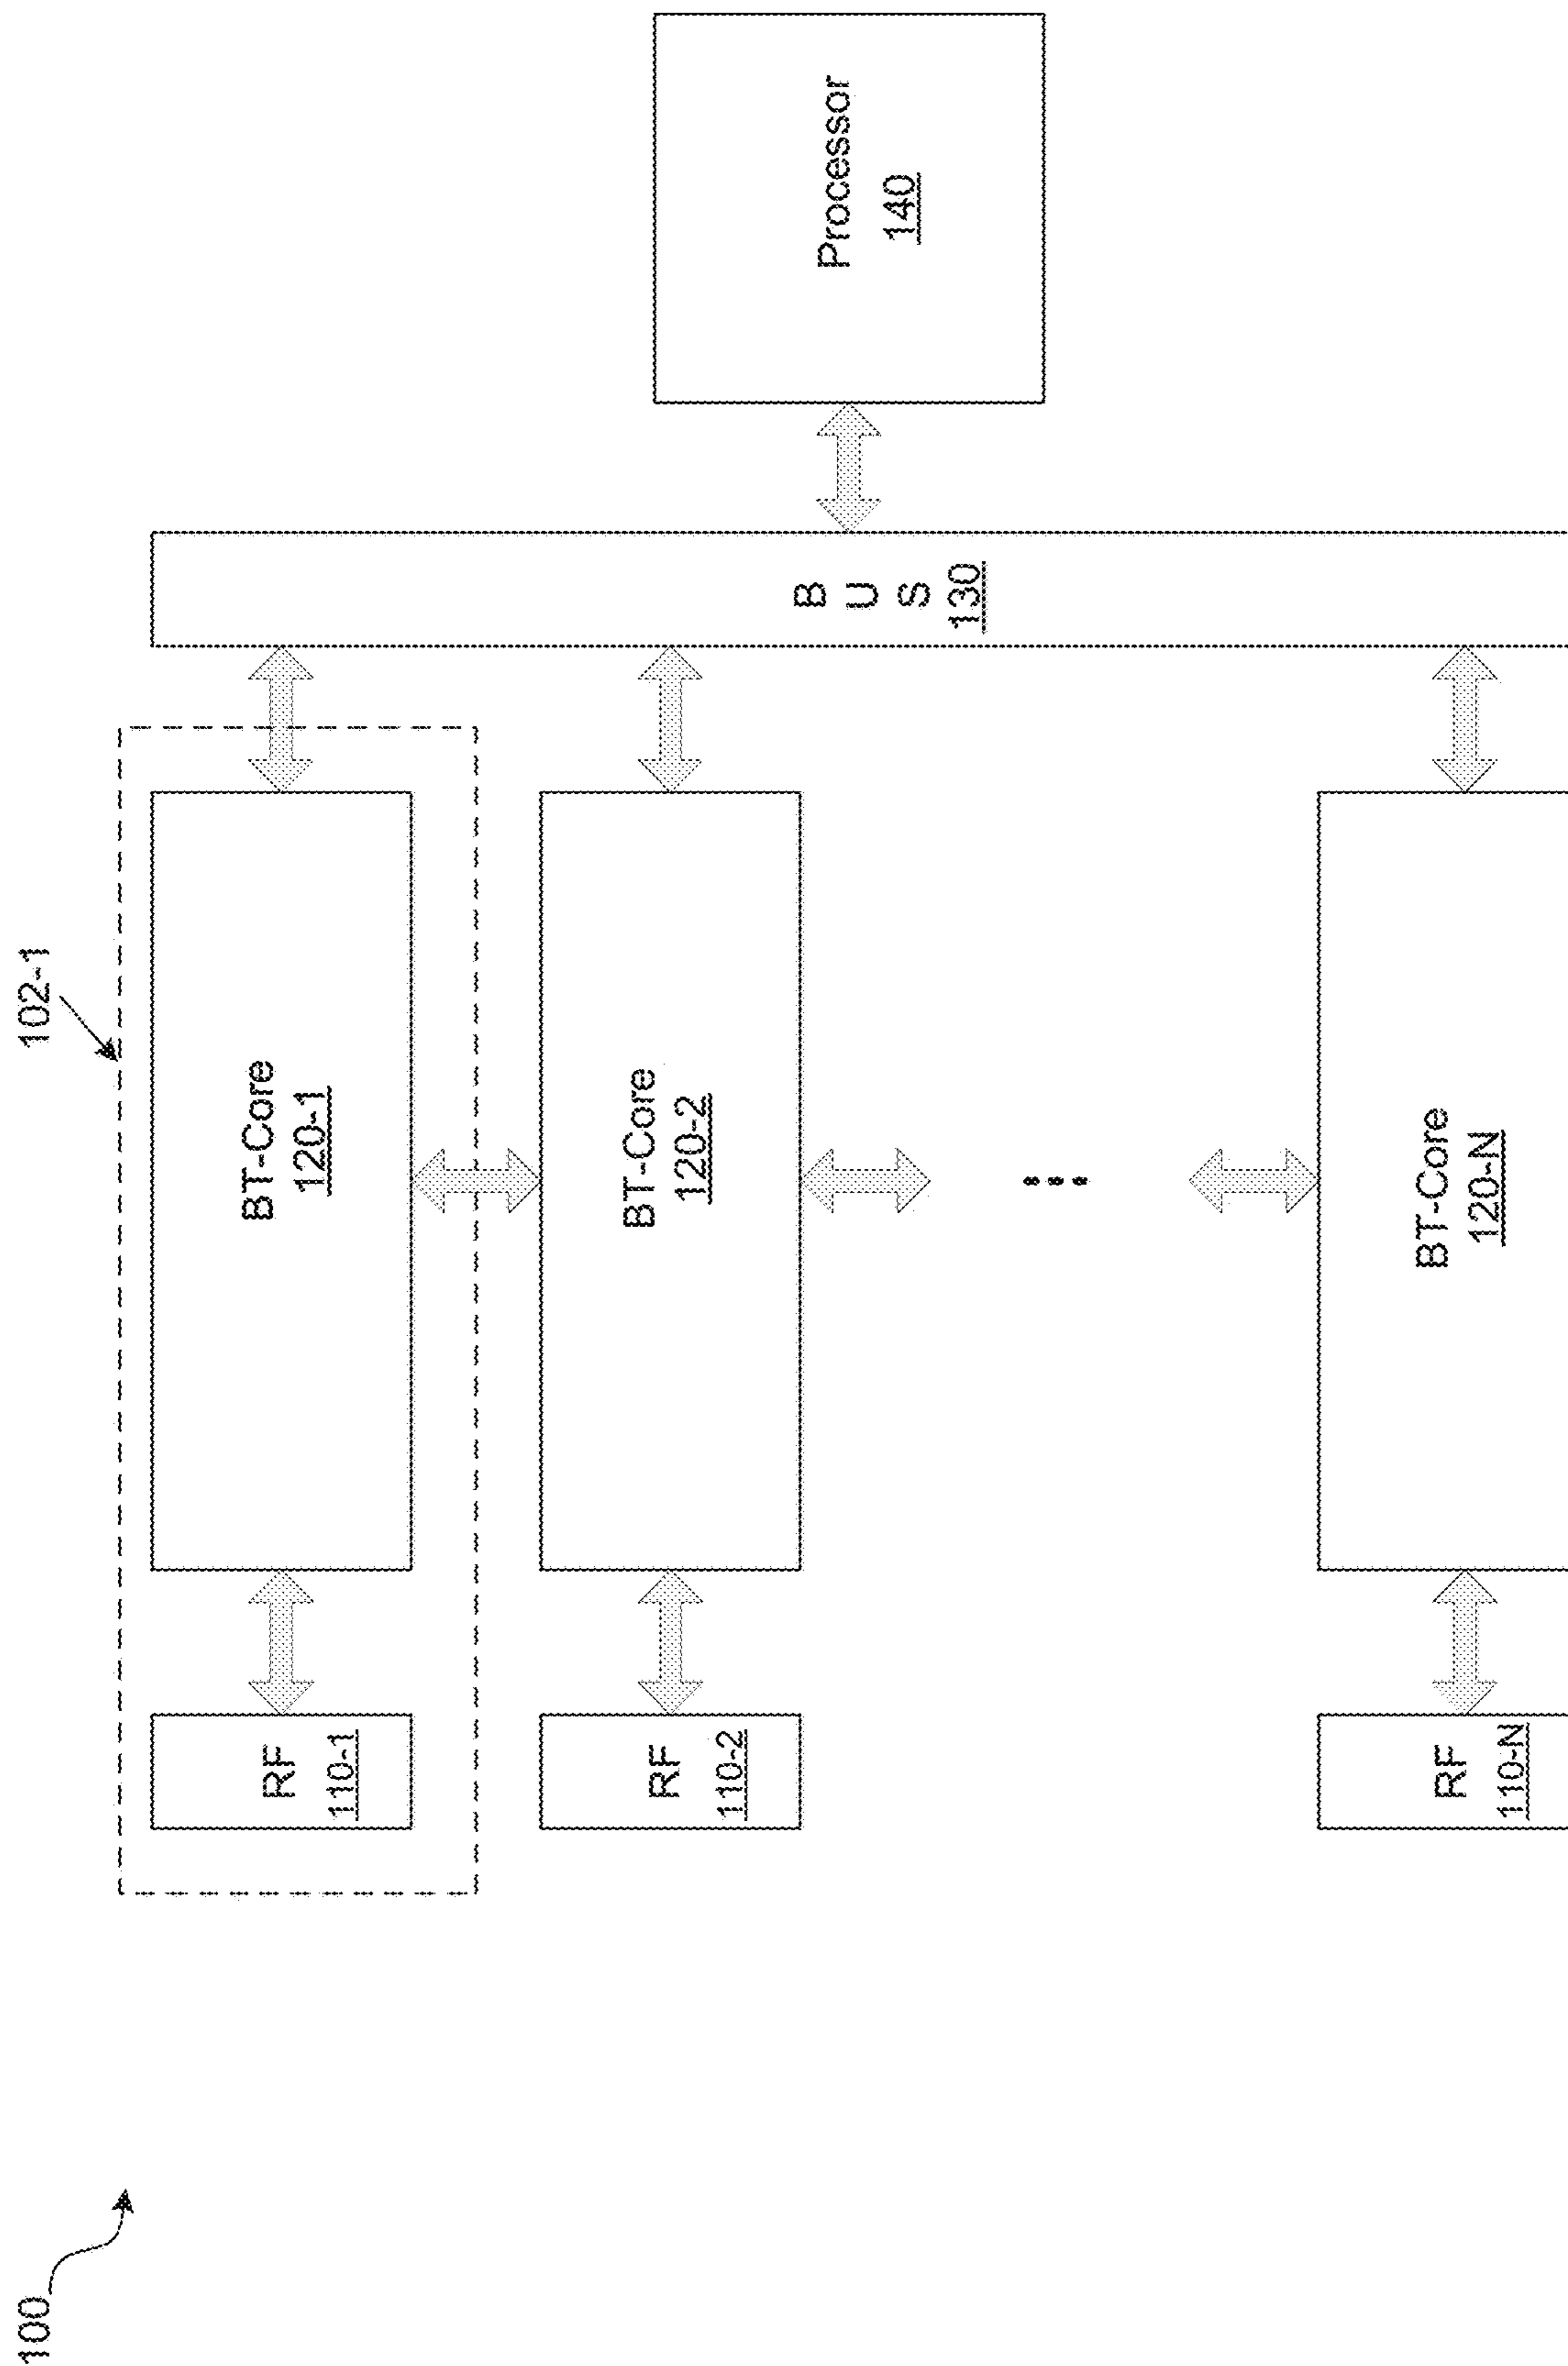 100
102-1
RF
110-1
BT-Core
120-1
RF
110-2
BT-Core
120-2
RF
110-N
BT-Core
120-N
B
U
S
130
Processor
140